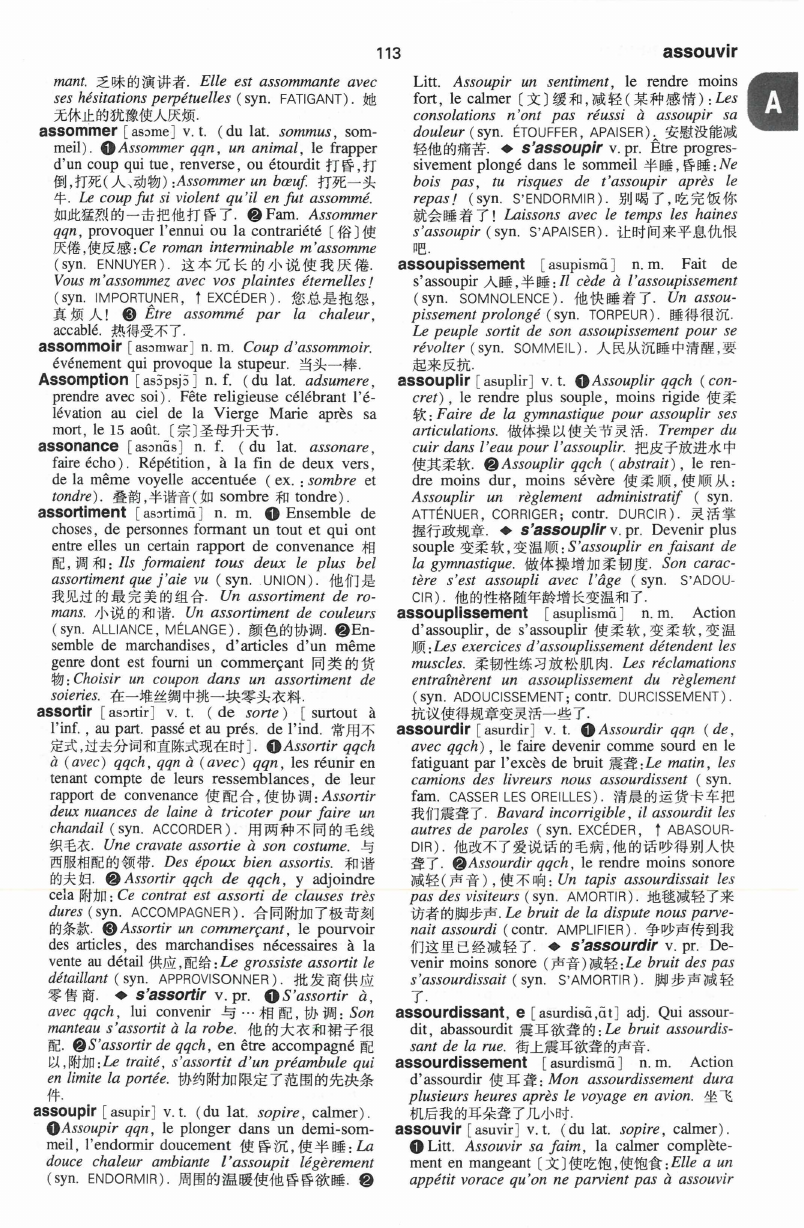 113
assouvir
A
mant. 乏味的演讲者. Elle est assommante avec
ses hésitations perpétuelles (syn. FATIGANT). 她
无休止的犹豫使人厌烦.
assommer [asɔme] v. t. (du lat. sommus, som-
meil). ❶Assommer qqn, un animal, le frapper
d'un coup qui tue, renverse, ou étourdit 打昏,打
倒,打死(人、动物):Assommer un bœuf. 打死一头
牛. Le coup fut si violent qu'il en fut assommé.
如此猛烈的一击把他打昏了. ❷ Fam. Assommer
qqn, provoquer l'ennui ou la contrariété〔俗〕使
厌倦,使反感:Ce roman interminable m'assomme
(syn. ENNUYER). 这本冗长的小说使我厌倦.
Vous m'assommez avec vos plaintes éternelles!
(syn. IMPORTUNER, ↑ EXCÉDER). 您总是抱怨,
真烦人! ❸ Être assommé par la chaleur,
accablé. 热得受不了.
assommoir [asɔmwar] n. m. Coup d'assommoir.
événement qui provoque la stupeur. 当头一棒.
Assomption [asɔ̃psjɔ̃] n. f. (du lat. adsumere,
prendre avec soi). Fête religieuse célébrant l'é-
lévation au ciel de la Vierge Marie après sa
mort, le 15 août. 〔宗〕圣母升天节.
assonance [asɔnɑ̃s] n. f. (du lat. assonare,
faire écho). Répétition, à la fin de deux vers,
de la même voyelle accentuée (ex. : sombre et
tondre). 叠韵,半谐音(如 sombre 和 tondre).
assortiment [asɔrtimɑ̃] n. m. ❶ Ensemble de
choses, de personnes formant un tout et qui ont
entre elles un certain rapport de convenance 相
配,调和: Ils formaient tous deux le plus bel
assortiment que j'aie vu (syn. UNION). 他们是
我见过的最完美的组合. Un assortiment de ro-
mans. 小说的和谐. Un assortiment de couleurs
(syn. ALLIANCE, MÉLANGE). 颜色的协调. ❷En-
semble de marchandises, d'articles d'un même
genre dont est fourni un commerçant 同类的货
物:Choisir un coupon dans un assortiment de
soieries. 在一堆丝绸中挑一块零头衣料.
assortir [asɔrtir] v. t. (de sorte) [surtout à
l'inf., au part. passé et au prés. de l'ind. 常用不
定式,过去分词和直陈式现在时]. ❶Assortir qqch
à (avec) qqch, qqn à (avec) qqn, les réunir en
tenant compte de leurs ressemblances, de leur
rapport de convenance 使配合,使协调:Assortir
deux nuances de laine à tricoter pour faire un
chandail (syn. ACCORDER). 用两种不同的毛线
织毛衣. Une cravate assortie à son costume. 与
西服相配的领带. Des époux bien assortis. 和谐
的夫妇. ❷ Assortir qqch de qqch, y adjoindre
cela 附加:Ce contrat est assorti de clauses très
dures (syn. ACCOMPAGNER). 合同附加了极苛刻
的条款. ❸ Assortir un commerçant, le pourvoir
des articles, des marchandises nécessaires à la
vente au détail 供应,配给:Le grossiste assortit le
détaillant (syn. APPROVISONNER). 批发商供应
零售商. ◆ s'assortir v. pr. ❶S'assortir à,
avec qqch, lui convenir 与…相配,协调: Son
manteau s'assortit à la robe. 他的大衣和裙子很
配. ❷S'assortir de qqch, en être accompagné 配
以,附加:Le traité, s'assortit d'un préambule qui
en limite la portée. 协约附加限定了范围的先决条
件.
assoupir [asupir] v. t. (du lat. sopire, calmer).
❶Assoupir qqn, le plonger dans un demi-som-
meil, l'endormir doucement 使昏沉,使半睡:La
douce chaleur ambiante l'assoupit légèrement
(syn. ENDORMIR). 周围的温暖使他昏昏欲睡. ❷
Litt. Assoupir un sentiment, le rendre moins
fort, le calmer〔文〕缓和,减轻(某种感情):Les
consolations n'ont pas réussi à assoupir sa
douleur (syn. ÉTOUFFER, APAISER). 安慰没能减
轻他的痛苦. ◆ s'assoupir v. pr. Être progres-
sivement plongé dans le sommeil 半睡,昏睡:Ne
bois pas, tu risques de t'assoupir après le
repas! (syn. S'ENDORMIR). 别喝了,吃完饭你
就会睡着了! Laissons avec le temps les haines
s'assoupir (syn. S'APAISER). 让时间来平息仇恨
吧.
assoupissement [asupismɑ̃] n. m. Fait de
s'assoupir 入睡,半睡:Il cède à l'assoupissement
(syn. SOMNOLENCE). 他快睡着了. Un assou-
pissement prolongé (syn. TORPEUR). 睡得很沉.
Le peuple sortit de son assoupissement pour se
révolter (syn. SOMMEIL). 人民从沉睡中清醒,要
起来反抗.
assouplir [asuplir] v. t. ❶Assouplir qqch (con-
cret), le rendre plus souple, moins rigide 使柔
软:Faire de la gymnastique pour assouplir ses
articulations. 做体操以使关节灵活. Tremper du
cuir dans l'eau pour l'assouplir. 把皮子放进水中
使其柔软. ❷Assouplir qqch (abstrait), le ren-
dre moins dur, moins sévère 使柔顺,使顺从:
Assouplir un règlement administratif (syn.
ATTÉNUER, CORRIGER; contr. DURCIR). 灵活掌
握行政规章. ◆ s'assouplir v. pr. Devenir plus
souple 变柔软,变温顺:S'assouplir en faisant de
la gymnastique. 做体操增加柔韧度. Son carac-
tère s'est assoupli avec l'âge (syn. S'ADOU-
CIR). 他的性格随年龄增长变温和了.
assouplissement [asuplismɑ̃] n. m. Action
d'assouplir, de s'assouplir 使柔软,变柔软,变温
顺:Les exercices d'assouplissement détendent les
muscles. 柔韧性练习放松肌肉. Les réclamations
entraînèrent un assouplissement du règlement
(syn. ADOUCISSEMENT; contr. DURCISSEMENT).
抗议使得规章变灵活一些了.
assourdir [asurdir] v. t. ❶Assourdir qqn (de,
avec qqch), le faire devenir comme sourd en le
fatiguant par l'excès de bruit 震聋:Le matin, les
camions des livreurs nous assourdissent (syn.
fam. CASSER LES OREILLES). 清晨的运货卡车把
我们震聋了. Bavard incorrigible, il assourdit les
autres de paroles (syn. EXCÉDER, ↑ ABASOUR-
DIR). 他改不了爱说话的毛病,他的话吵得别人快
聋了. ❷Assourdir qqch, le rendre moins sonore
减轻(声音),使不响:Un tapis assourdissait les
pas des visiteurs (syn. AMORTIR). 地毯减轻了来
访者的脚步声. Le bruit de la dispute nous parve-
nait assourdi (contr. AMPLIFIER). 争吵声传到我
们这里已经减轻了. ◆ s'assourdir v. pr. De-
venir moins sonore (声音)减轻:Le bruit des pas
s'assourdissait (syn. S'AMORTIR). 脚步声减轻
了.
assourdissant, e [asurdisɑ̃,ɑ̃t] adj. Qui assour-
dit, abassourdit 震耳欲聋的:Le bruit assourdis-
sant de la rue. 街上震耳欲聋的声音.
assourdissement [asurdismɑ̃] n. m. Action
d'assourdir 使耳聋:Mon assourdissement dura
plusieurs heures après le voyage en avion. 坐飞
机后我的耳朵聋了几小时.
assouvir [asuvir] v. t. (du lat. sopire, calmer).
❶ Litt. Assouvir sa faim, la calmer complète-
ment en mangeant〔文〕使吃饱,使饱食:Elle a un
appétit vorace qu'on ne parvient pas à assouvir